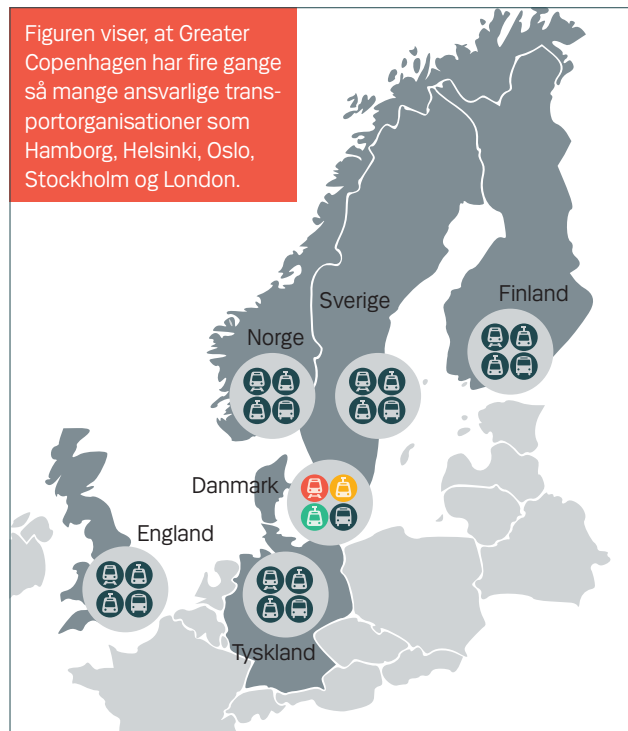 Figuren viser, at Greater
Copenhagen har fire gange
så mange ansvarlige trans-
portorganisationer som
Hamborg, Helsinki, Oslo,
Stockholm og London.
Finland
Sverige
Norge
Danmark
England
Tyskland